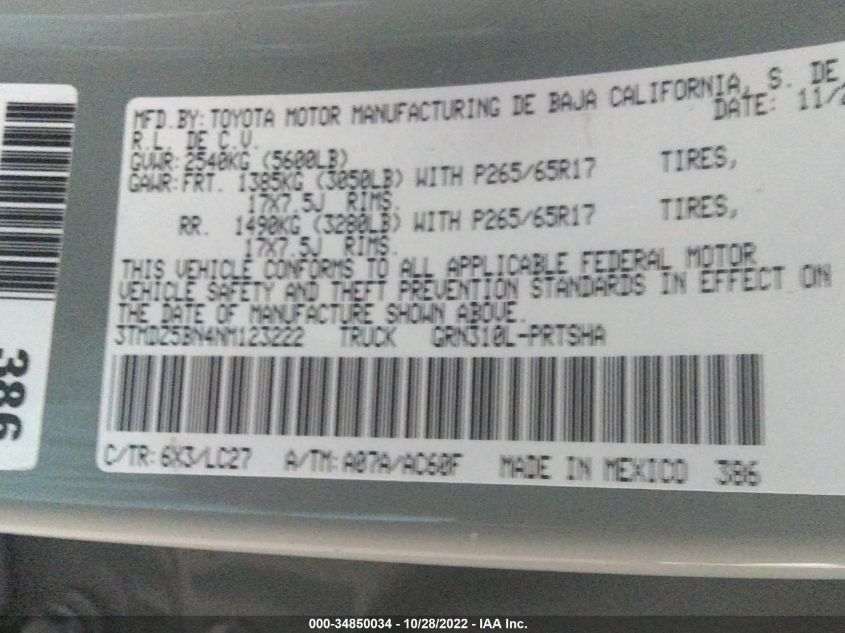 MFD.BY: TOYOTA MOTOR MANUFACTURING DE BAJA CALIFORNIA, S. DE
R.L. DE C.V. DATE: 11/2
GVWR: 2540KG (5600LB)
GAWR: FRT. 1385KG (3050LB) WITH P265/65R17 TIRES,
17X7.5J RIMS.
RR. 1490KG (3280LB) WITH P265/65R17 TIRES,
17X7.5J RIMS.
THIS VEHICLE CONFORMS TO ALL APPLICABLE FEDERAL MOTOR
VEHICLE SAFETY AND THEFT PREVENTION STANDARDS IN EFFECT ON
THE DATE OF MANUFACTURE SHOWN ABOVE.
3TMDZ5BN4NM123222 TRUCK GRN310L-PRTSHA
C/TR: 6X3/LC27 A/TM: A07A/AC60F MADE IN MEXICO 386
386
000-34850034 - 10/28/2022 - IAA Inc.